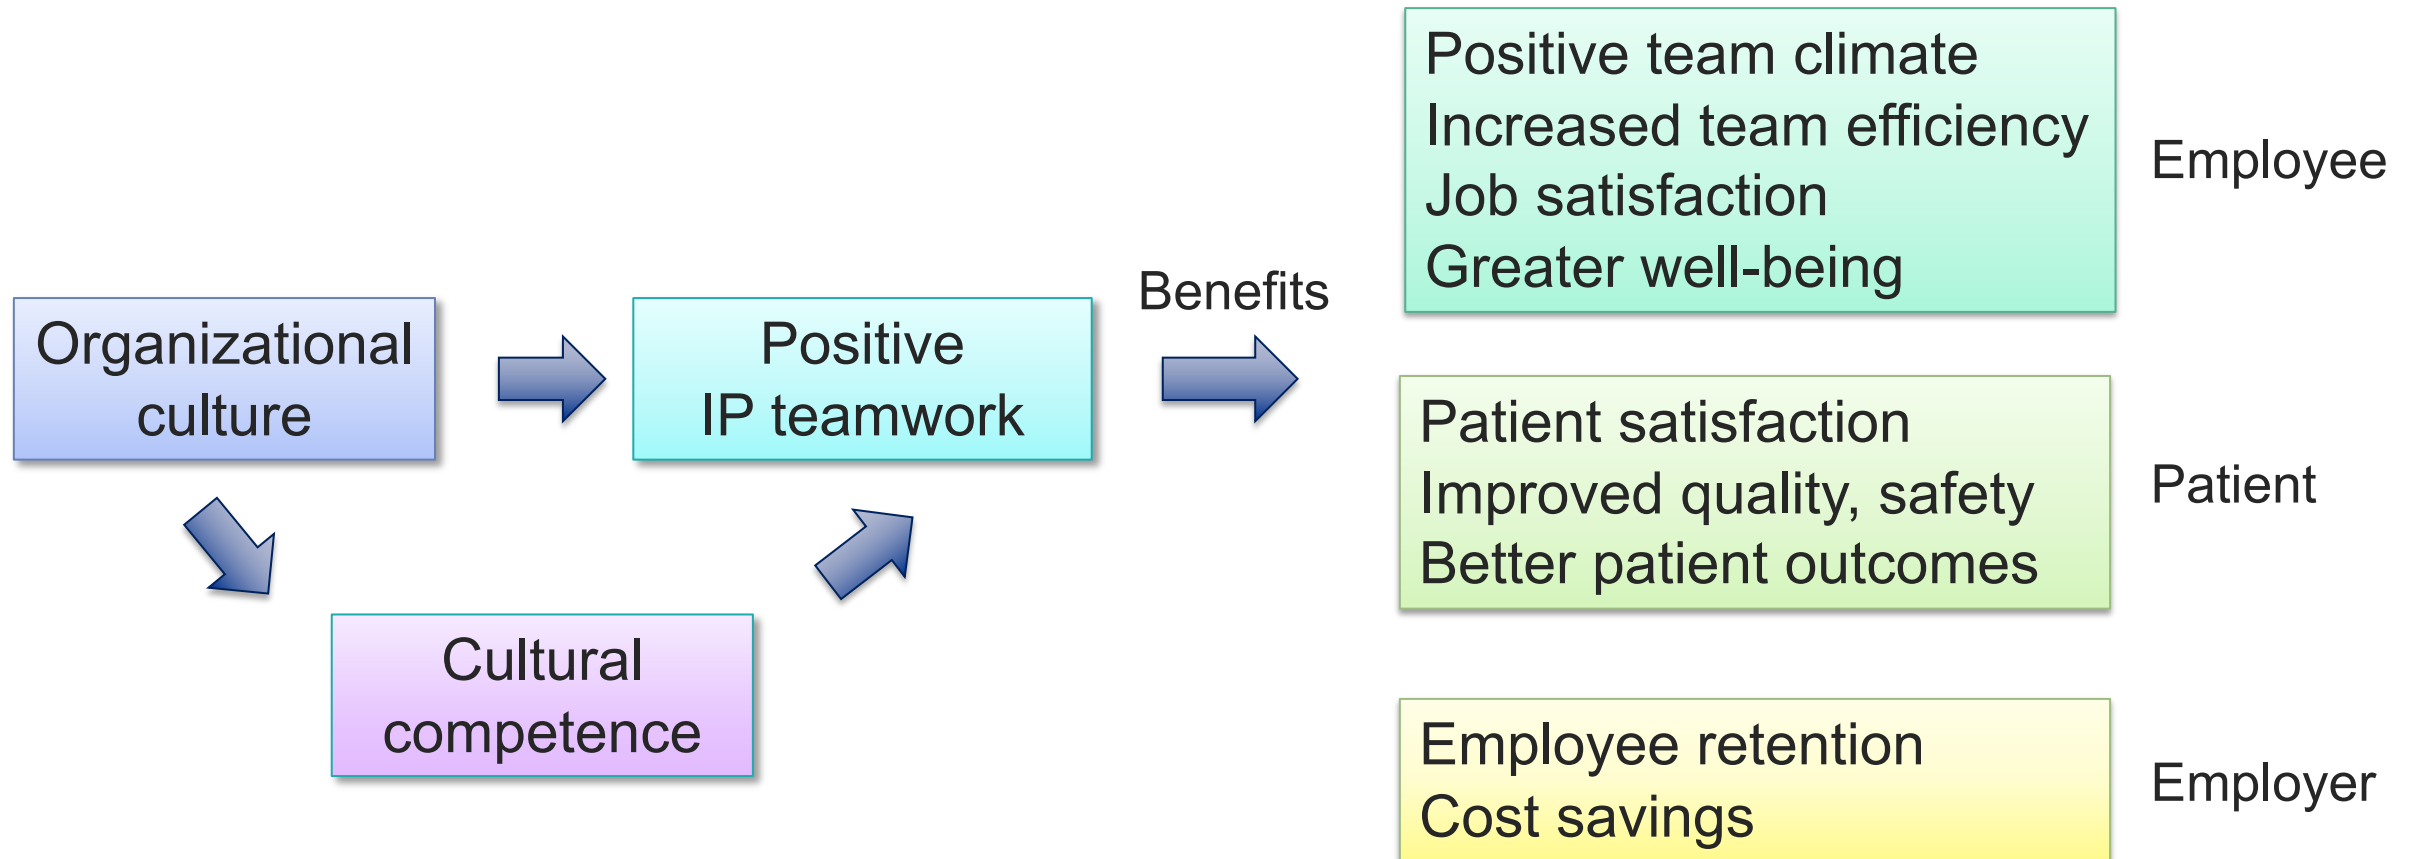 Organizational
culture
Positive
IP teamwork
Cultural
competence
Benefits
Positive team climate
Increased team efficiency
Job satisfaction
Greater well-being
Employee
Patient satisfaction
Improved quality, safety
Better patient outcomes
Patient
Employee retention
Cost savings
Employer